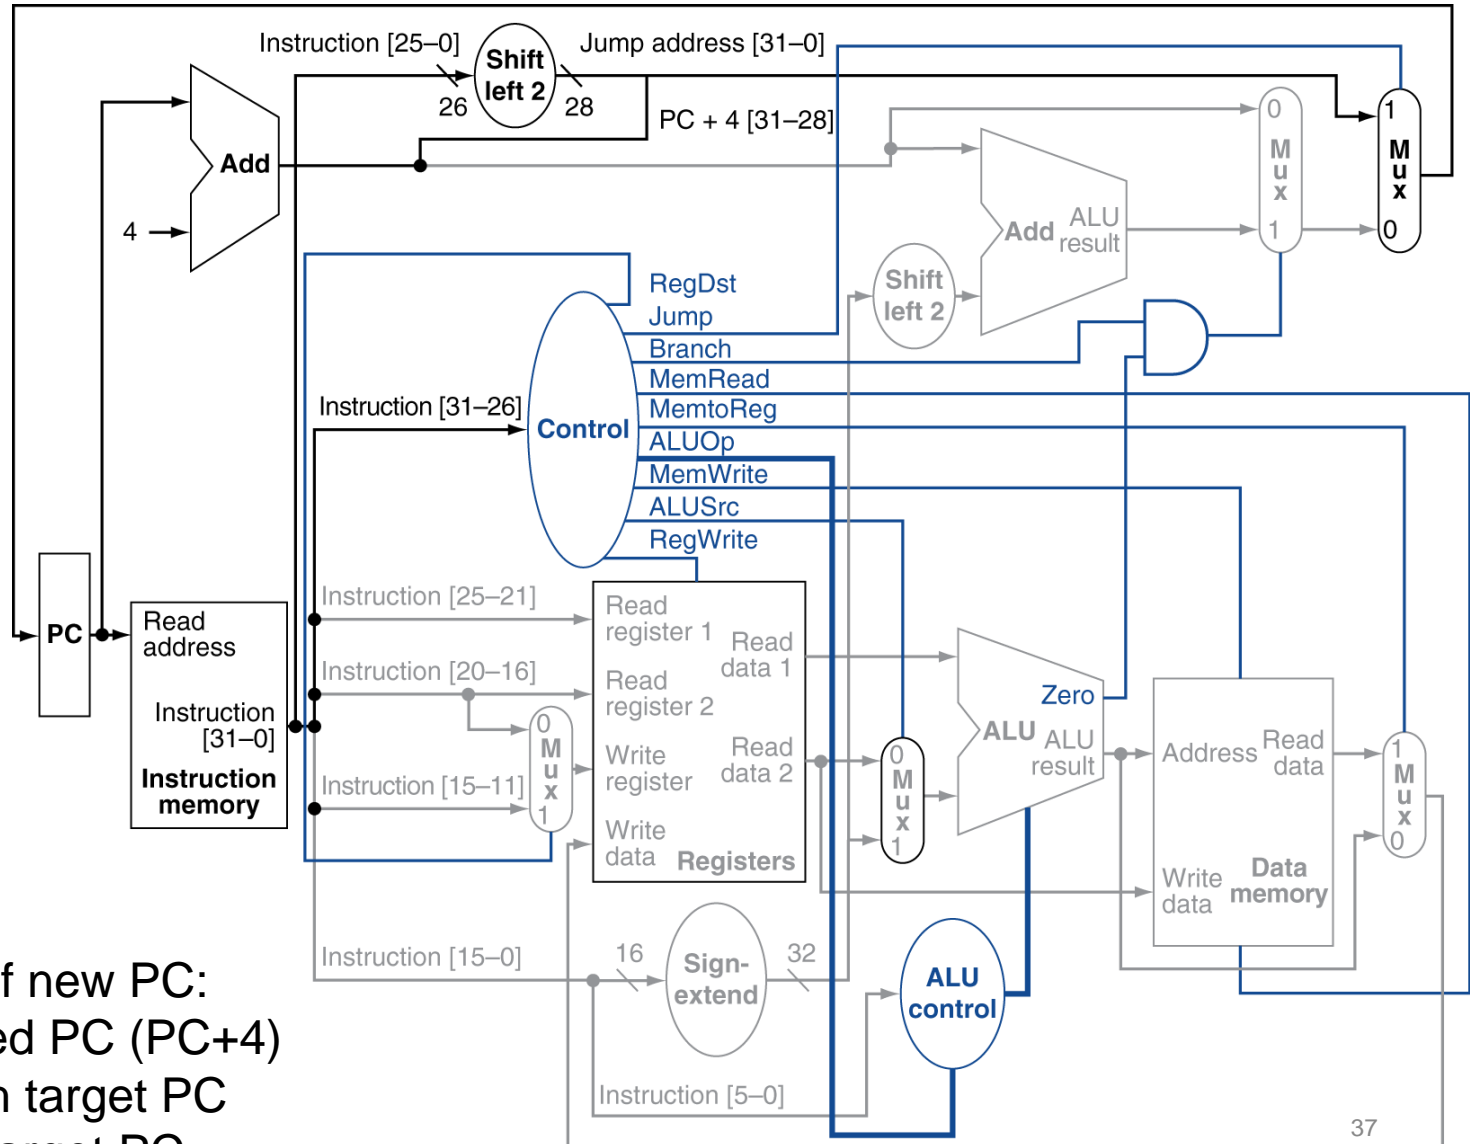 Instruction [25–0]
Shift
left 2
Jump address [31–0]
26
28
PC + 4 [31–28]
Add
4
0
M
u
x
1
1
M
u
x
0
Add
ALU
result
Shift
left 2
RegDst
Jump
Branch
MemRead
MemtoReg
ALUOp
MemWrite
ALUSrc
RegWrite
Instruction [31–26]
Control
PC
Read
address
Instruction
[31–0]
Instruction
memory
Instruction [25–21]
Instruction [20–16]
Instruction [15–11]
0
M
u
x
1
Read
register 1
Read
register 2
Write
register
Write
data
Read
data 1
Read
data 2
Registers
0
M
u
x
1
Zero
ALU
ALU
result
Address
Read
data
Write
data
Data
memory
1
M
u
x
0
Instruction [15–0]
16
Sign-
extend
32
ALU
control
Instruction [5–0]
f new PC:
ed PC (PC+4)
n target PC
arget PC
37